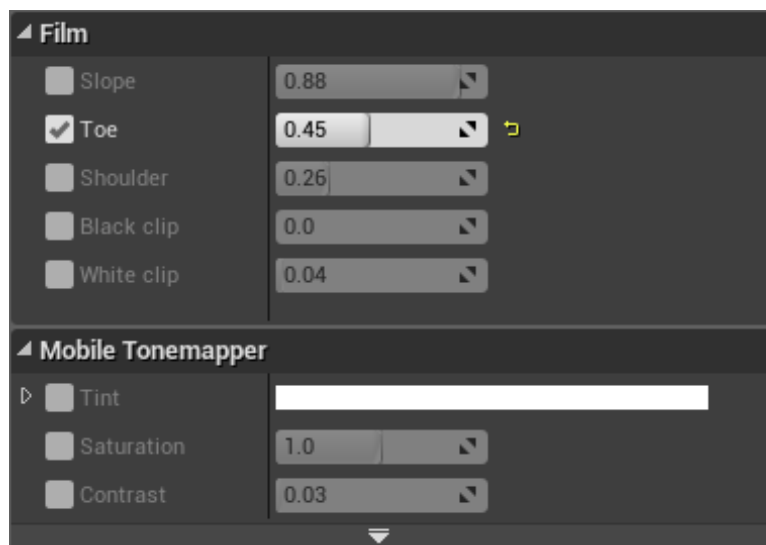 Film
Slope 0.88
Toe 0.45
Shoulder 0.26
Black clip 0.0
White clip 0.04
Mobile Tonemapper
Tint
Saturation 1.0
Contrast 0.03